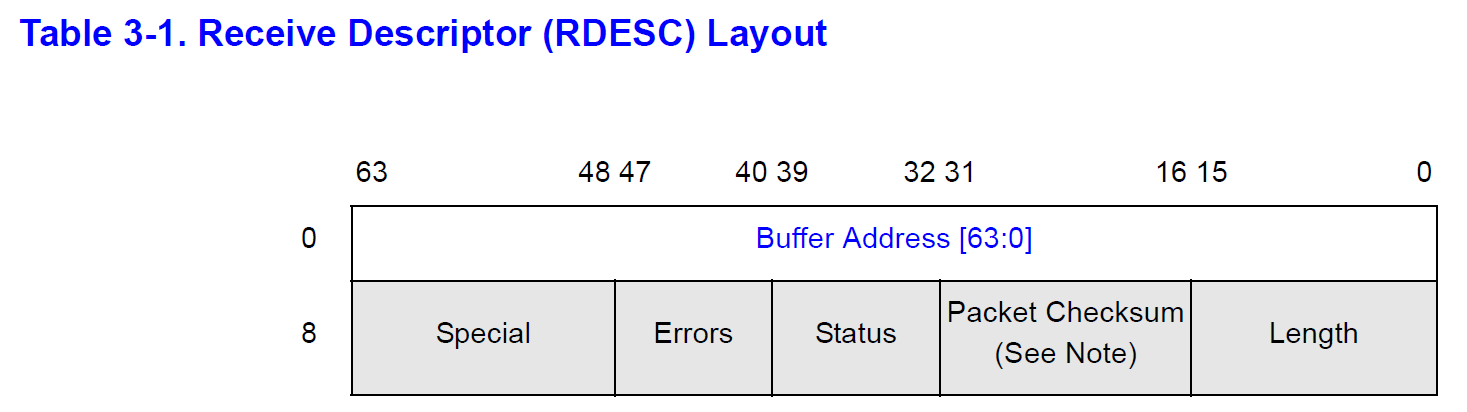 Table 3-1. Receive Descriptor (RDESC) Layout
63 48 47 40 39 32 31 16 15 0
0 Buffer Address [63:0]
8 Special Errors Status Packet Checksum (See Note) Length